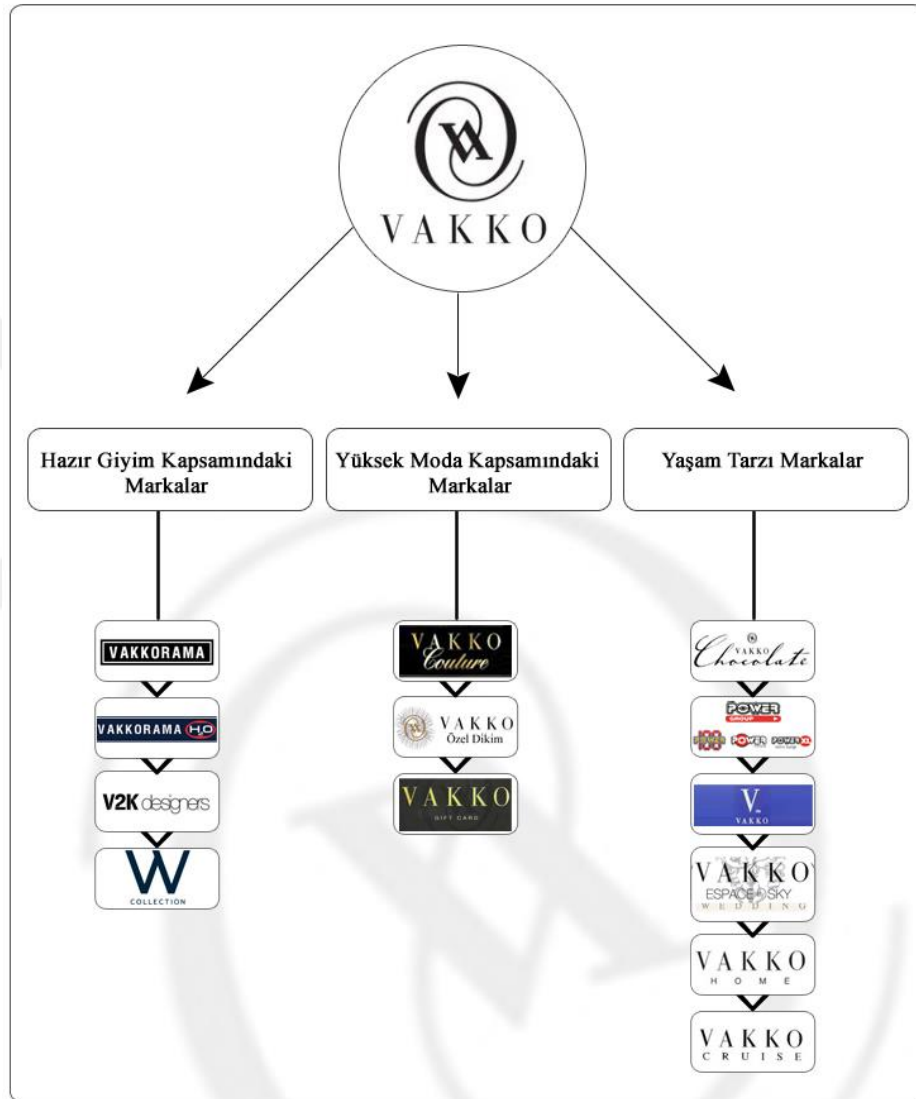 VAKKO
Hazır Giyim Kapsamındaki
Markalar
Yüksek Moda Kapsamındaki
Markalar
Yaşam Tarzı Markalar
VAKKORAMA
VAKKORAMA H2O
V2K designers
W
COLLECTION
VAKKO
Couture
VAKKO
Özel Dikim
VAKKO
GIFT CARD
VAKKO
Chocolate
POWER
GROUP
POWER
POWER
POWER XL
V
VAKKO
VAKKO
ESPACE SKY
WEDDING
VAKKO
HOME
VAKKO
CRUISE